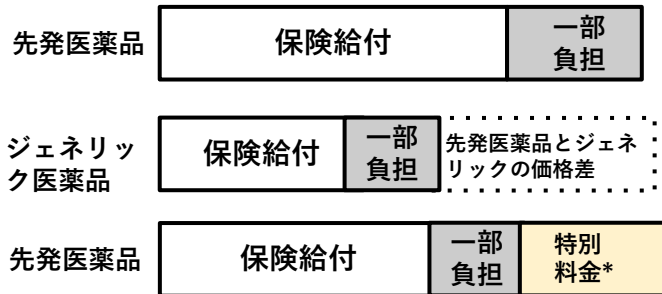 先発医薬品
保険給付
一部
負担
ジェネリッ
ク医薬品
保険給付
一部
負担
先発医薬品とジェネ
リックの価格差
先発医薬品
保険給付
一部
負担
特別
料金*